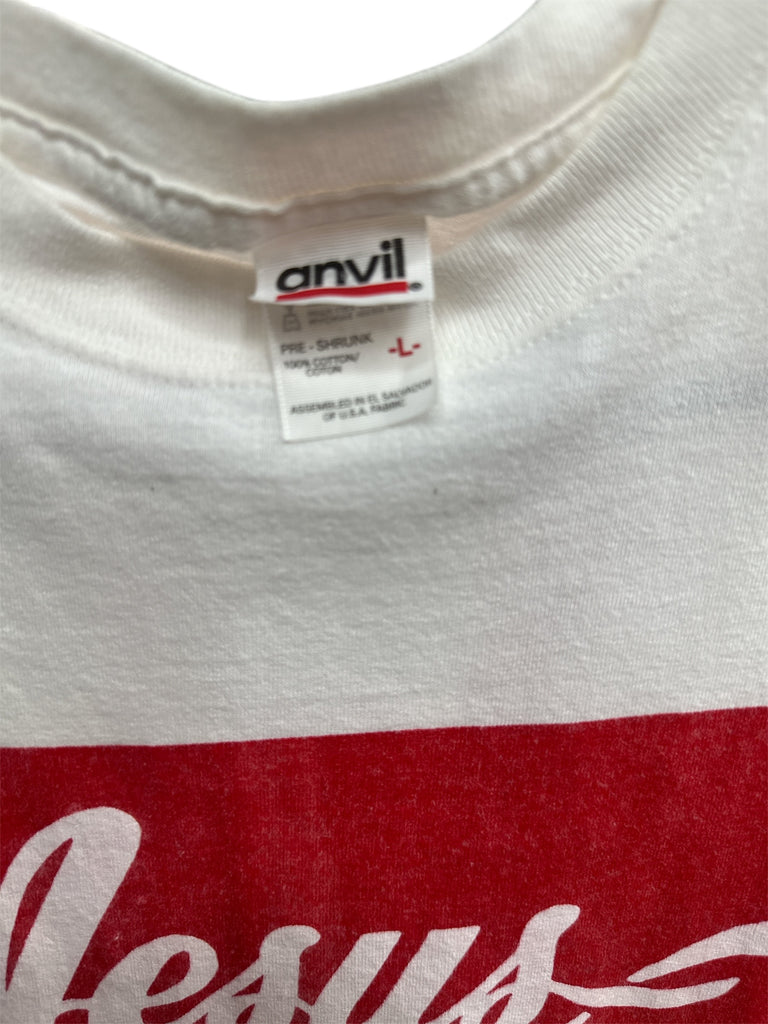 anvil®
PRE-SHRUNK
-L-
100% COTTON/
COTON
ASSEMBLED IN EL SALVADOR
OF U.S.A. FABRIC
Jesus